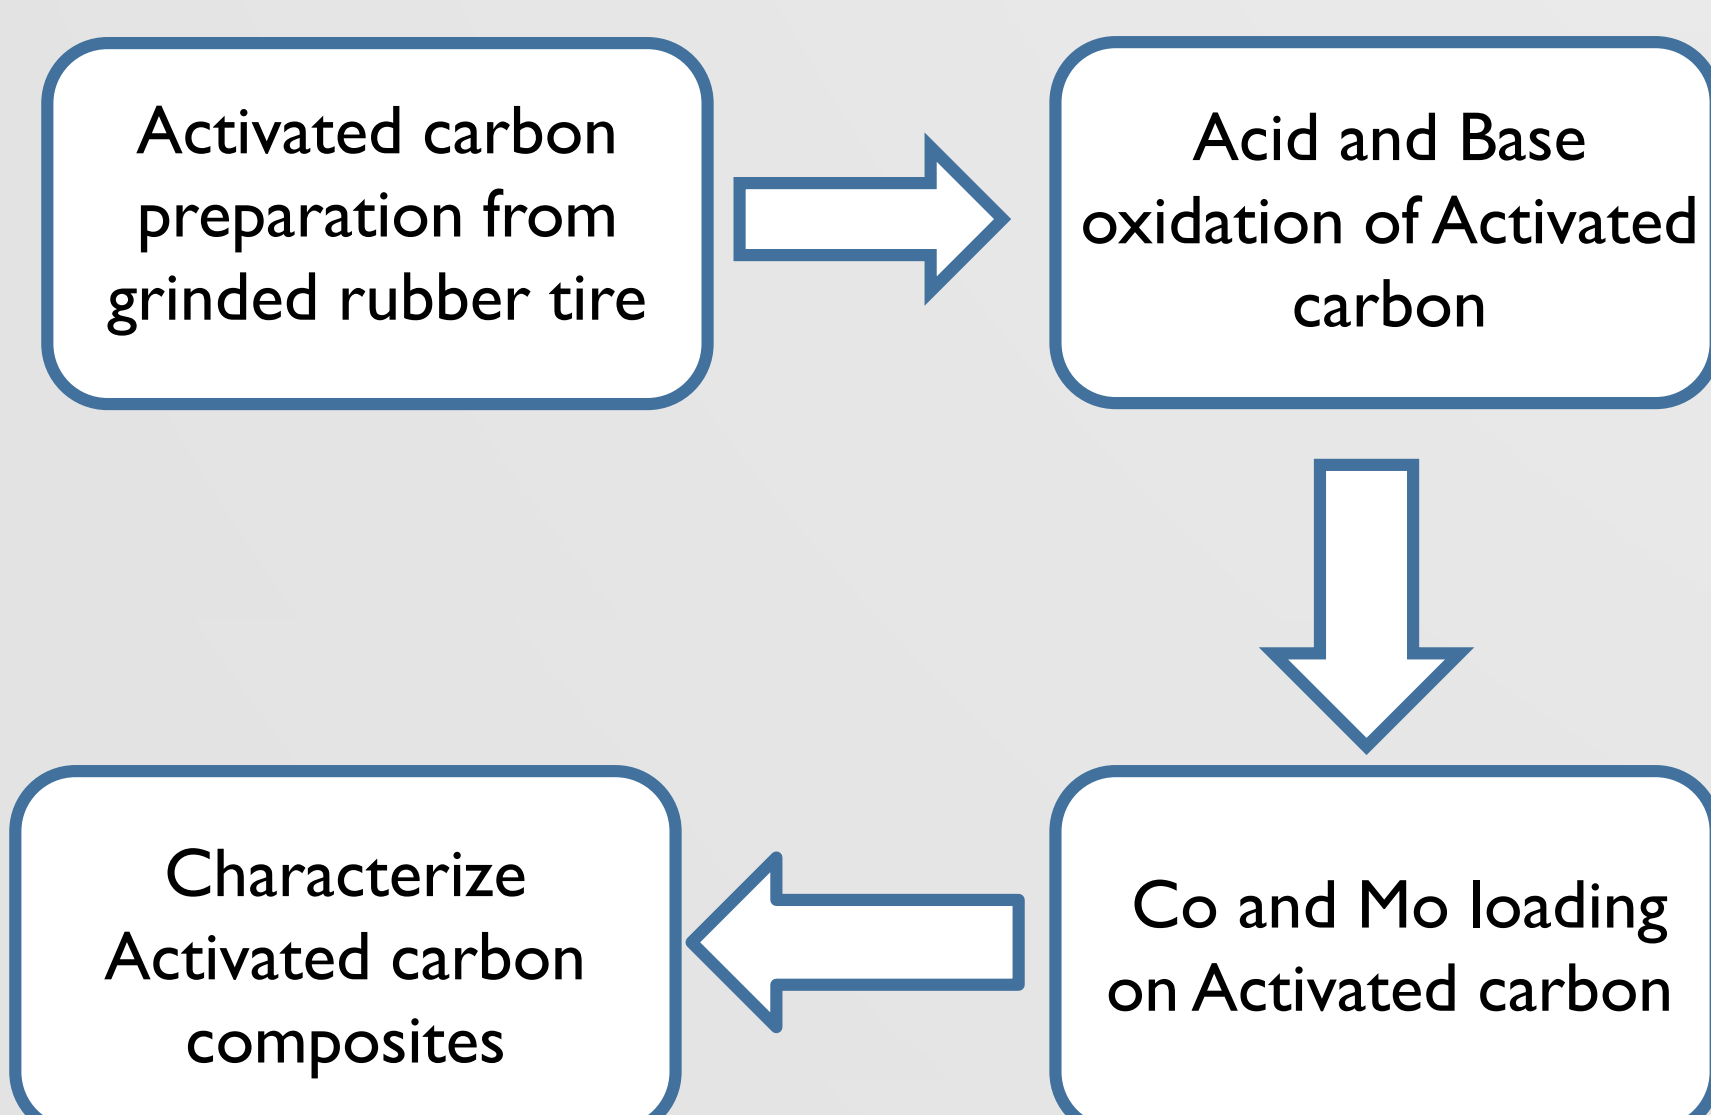 Activated carbon
preparation from
grinded rubber tire
Acid and Base
oxidation of Activated
carbon
Co and Mo loading
on Activated carbon
Characterize
Activated carbon
composites